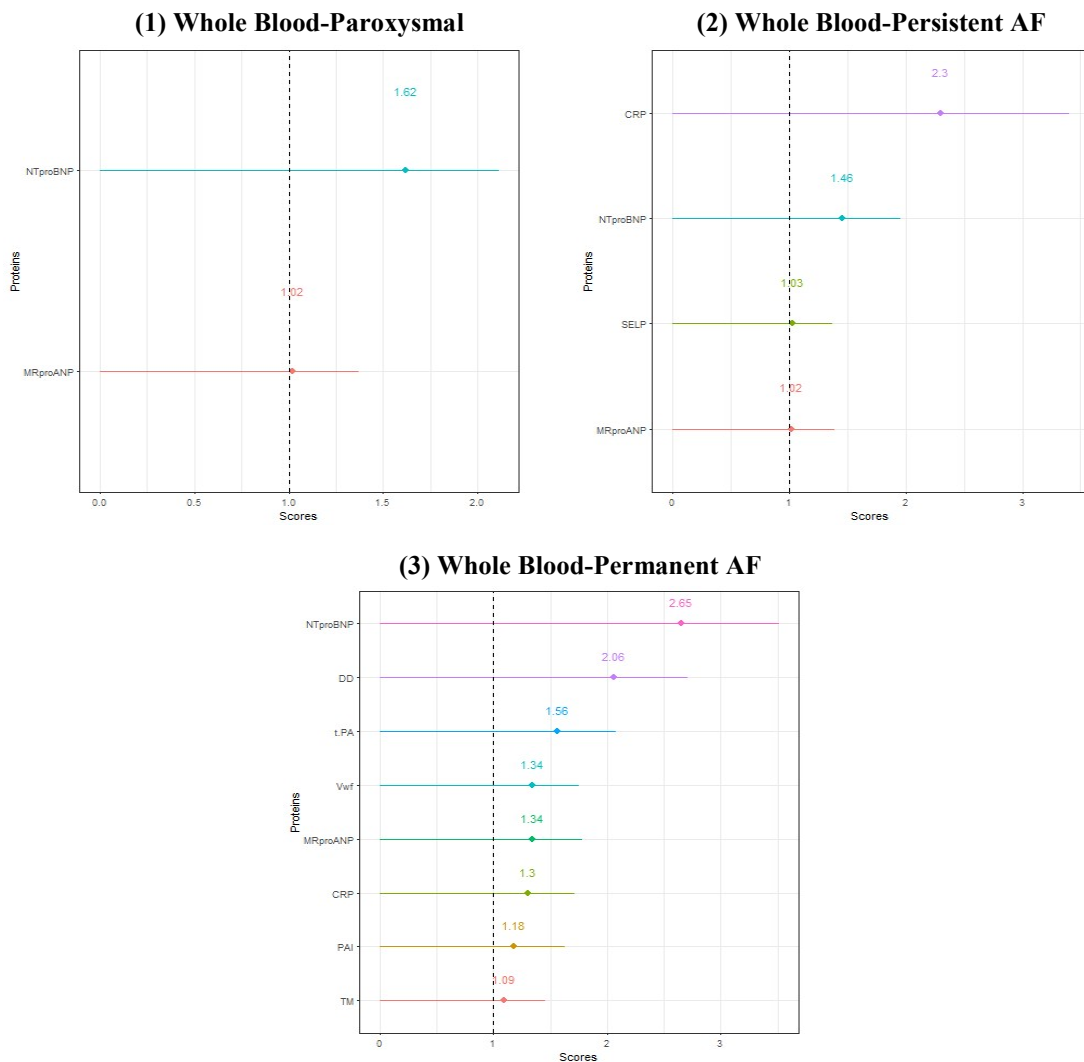 (1) Whole Blood-Paroxysmal
1.62
NTproBNP
1.02
MRproANP
Proteins
0.0 0.5 1.0 1.5 2.0
Scores
(2) Whole Blood-Persistent AF
2.3
CRP
1.46
NTproBNP
1.03
SELP
1.02
MRproANP
Proteins
0 1 2 3
Scores
(3) Whole Blood-Permanent AF
2.65
NTproBNP
2.06
DD
1.56
t.PA
1.34
Vwf
1.34
MRproANP
1.3
CRP
1.18
PAI
1.09
TM
Proteins
0 1 2 3
Scores